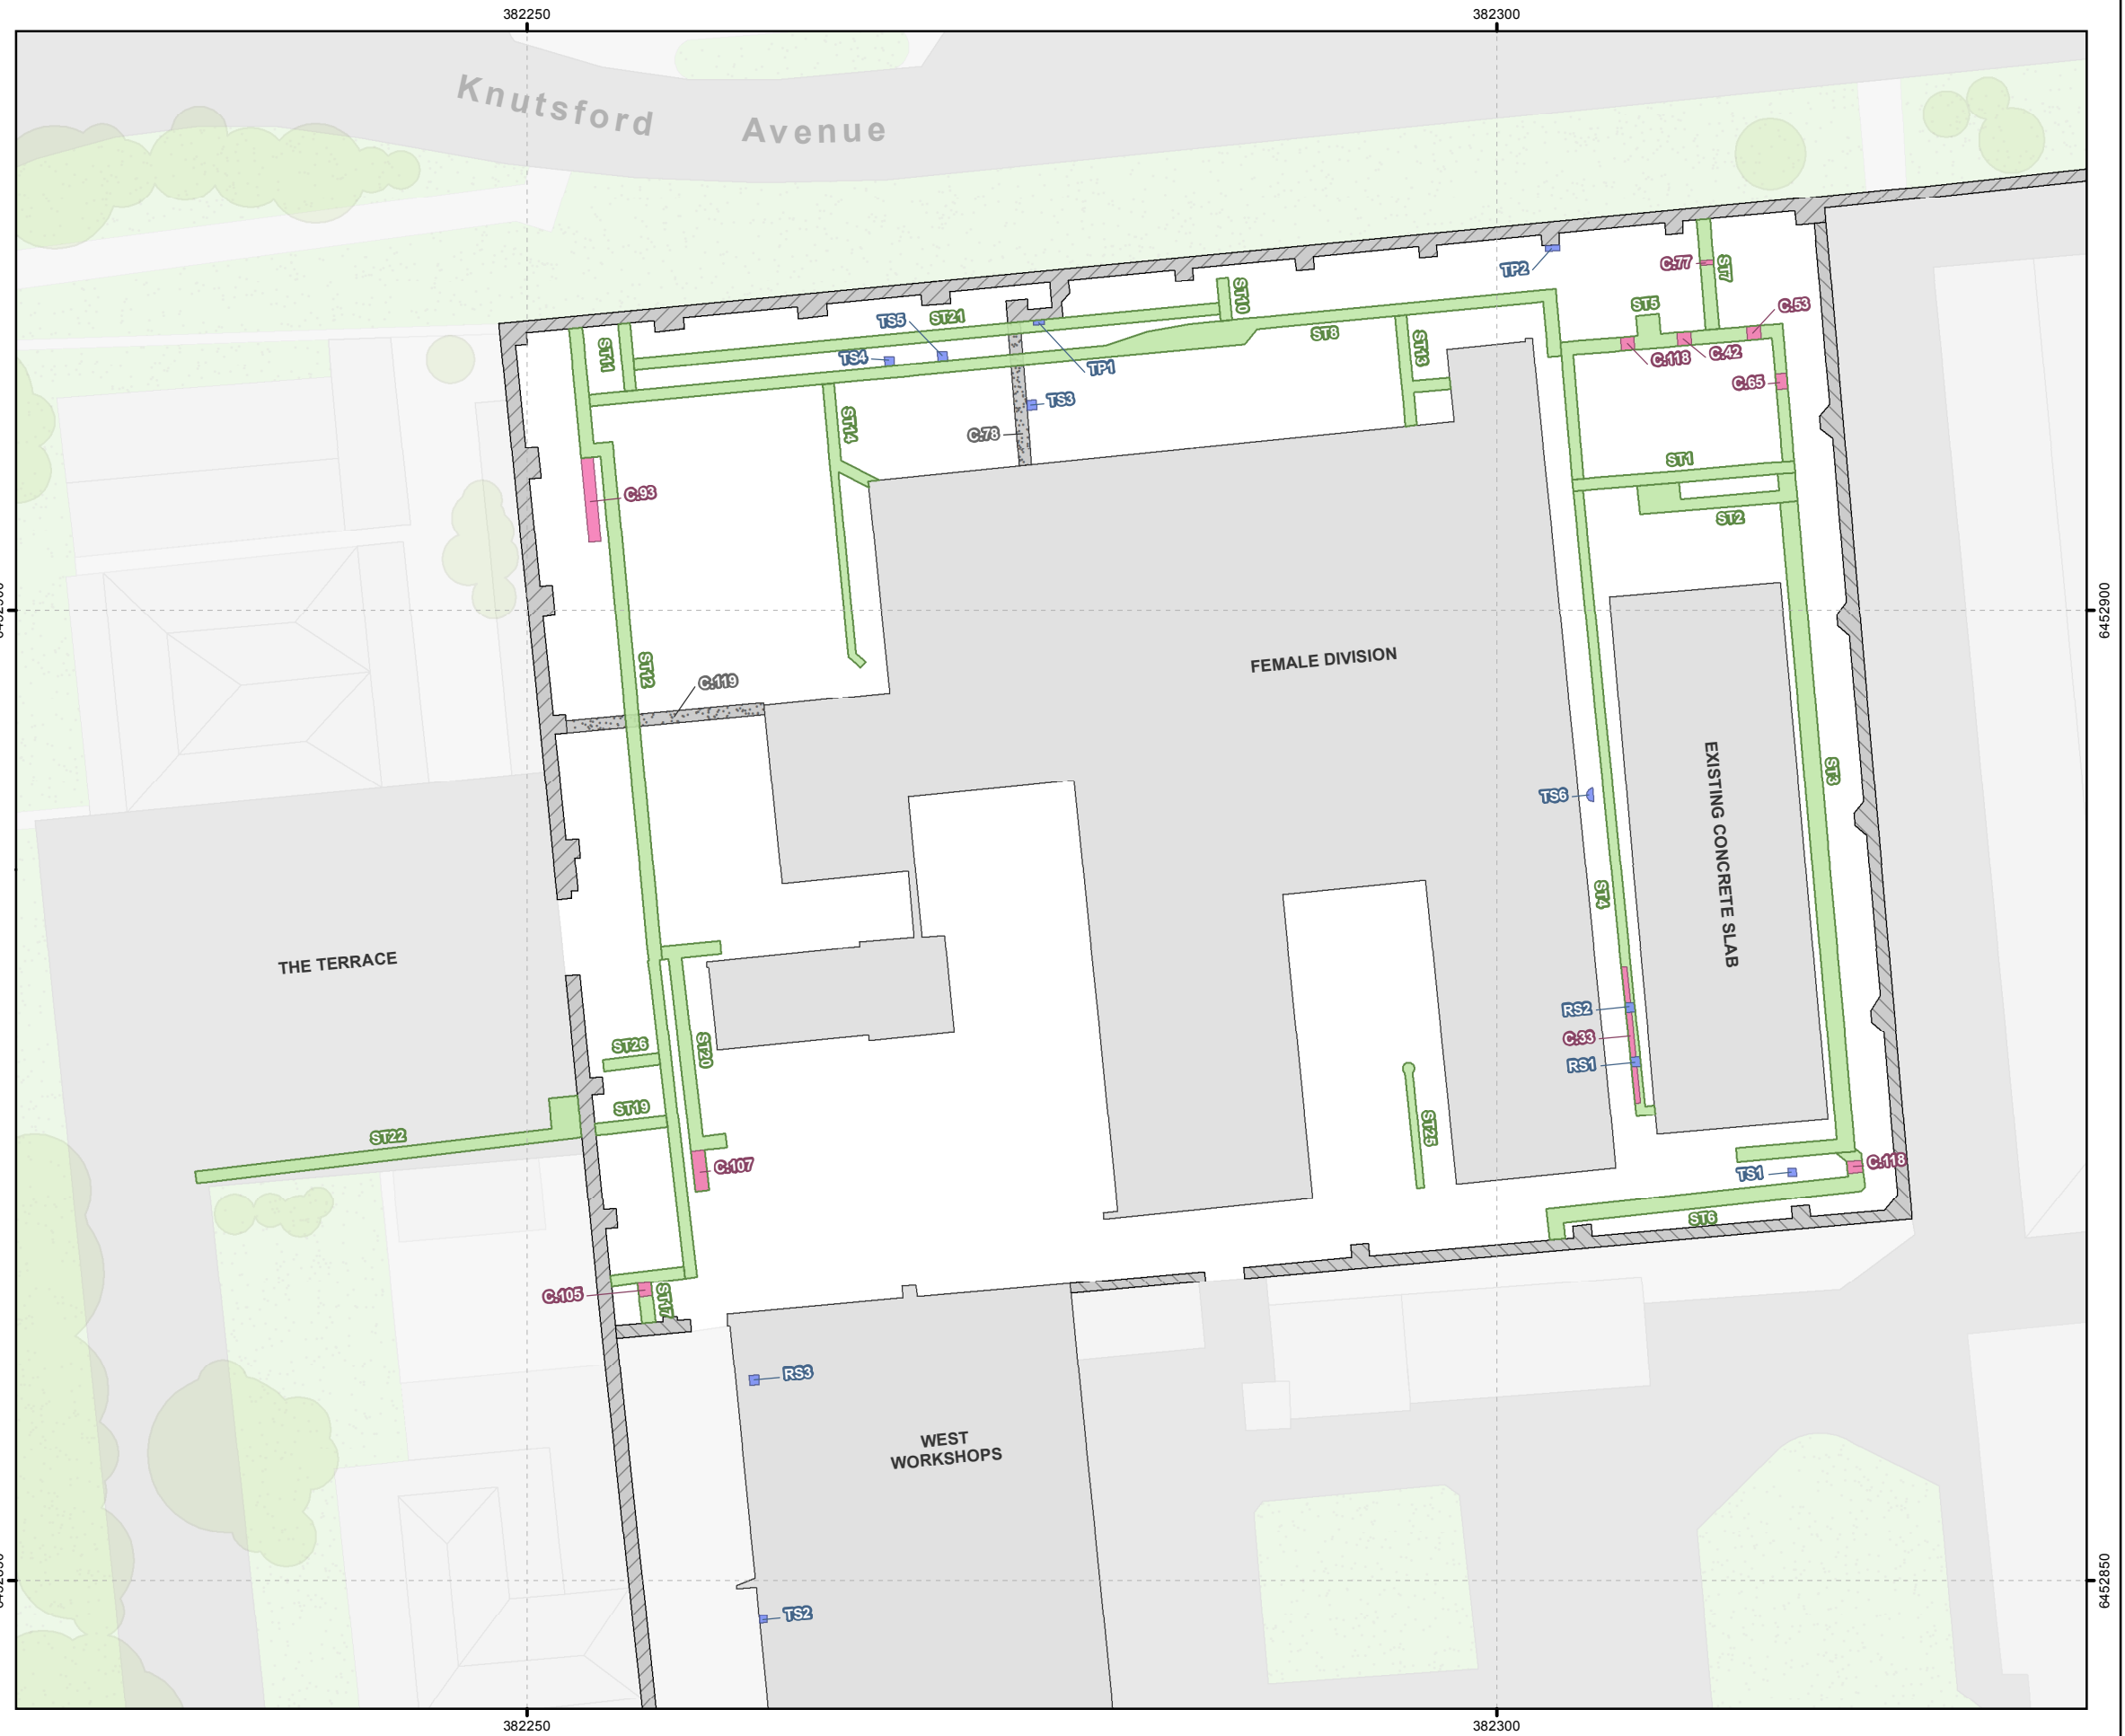 382250
382300
Knutsford Avenue
TP2
C.77
ST7
ST10
ST5
C.53
TS5
ST21
ST11
TS4
TP1
ST8
ST13
C.118
C.42
C.65
TS3
ST14
C.78
ST1
C.93
ST2
6452900
FEMALE DIVISION
ST12
C.119
EXISTING CONCRETE SLAB
ST3
TS6
ST4
THE TERRACE
RS2
C.33
RS1
ST26
ST20
ST19
ST22
ST25
C.107
TS1
C.118
ST6
C.105
ST17
RS3
WEST
WORKSHOPS
TS2
6452850
382250
382300